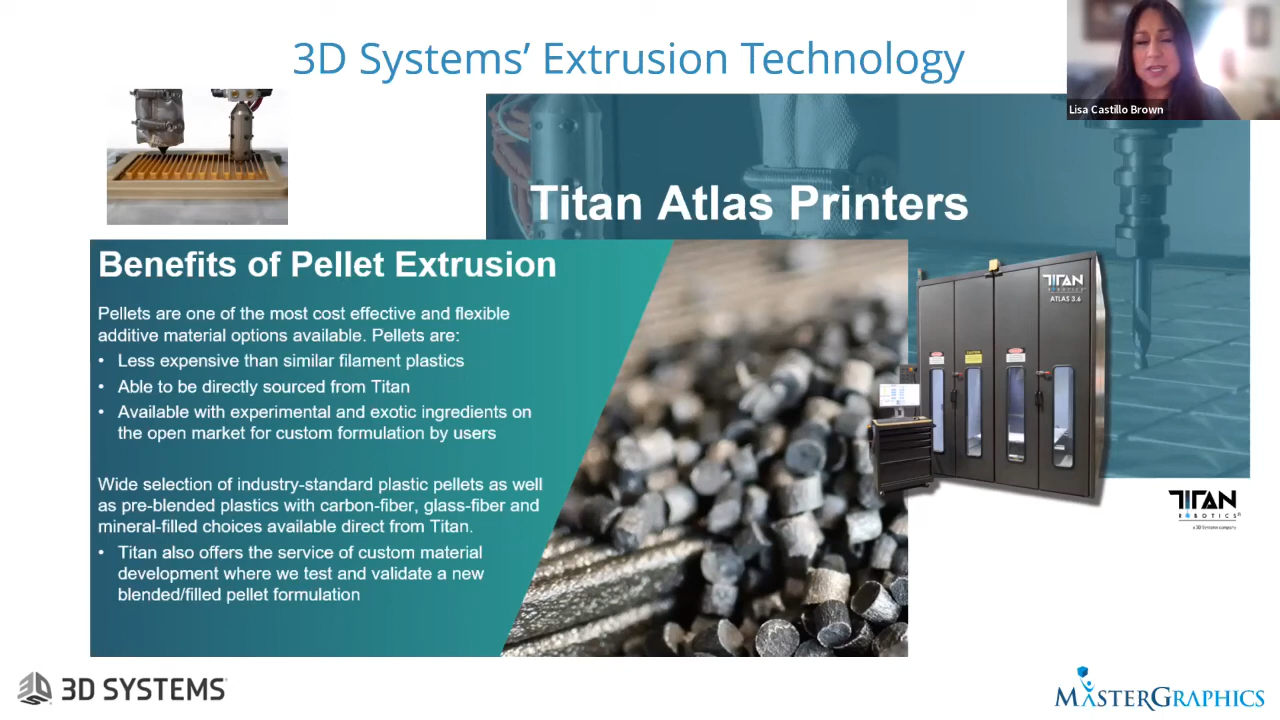 3D Systems' Extrusion Technology
Lisa Castillo Brown
Titan Atlas Printers
Benefits of Pellet Extrusion
Pellets are one of the most cost effective and flexible
additive material options available. Pellets are:
• Less expensive than similar filament plastics
• Able to be directly sourced from Titan
• Available with experimental and exotic ingredients on
the open market for custom formulation by users
Wide selection of industry-standard plastic pellets as well
as pre-blended plastics with carbon-fiber, glass-fiber and
mineral-filled choices available direct from Titan.
• Titan also offers the service of custom material
development where we test and validate a new
blended/filled pellet formulation
TITAN
ROBOTICS
ATLAS 3.6
TITAN
ROBOTICS
a 3D Systems company
3D SYSTEMS
MASTERGRAPHICS